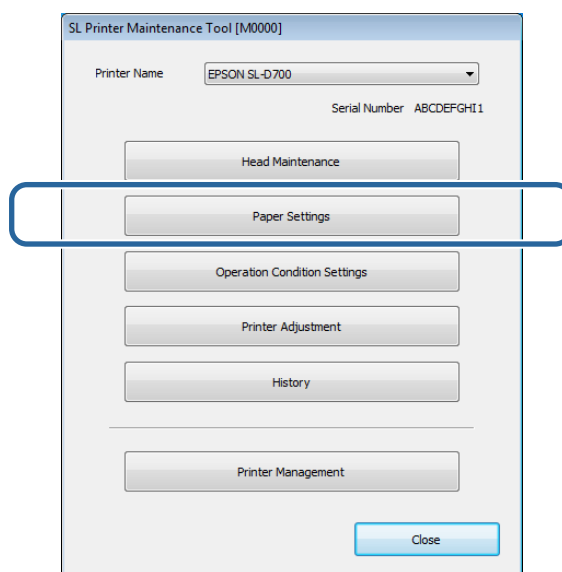 SL Printer Maintenance Tool [M0000]
Printer Name EPSON SL-D700
Serial Number ABCDEFGHI1
Head Maintenance
Paper Settings
Operation Condition Settings
Printer Adjustment
History
Printer Management
Close